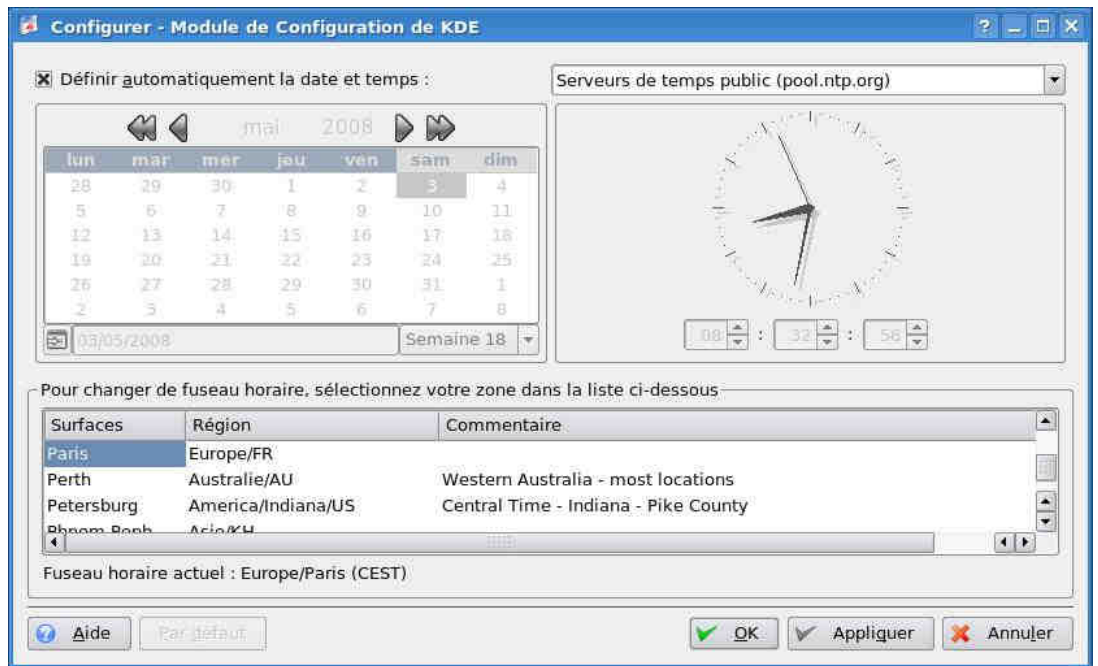 Configurer - Module de Configuration de KDE
Définir automatiquement la date et temps :
Serveurs de temps public (pool.ntp.org)
mai 2008
lun mar mer jeu ven sam dim
28 29 30 1 2 3 4
5 6 7 8 9 10 11
12 13 14 15 16 17 18
19 20 21 22 23 24 25
26 27 28 29 30 31 1
2 3 4 5 6 7 8
03/05/2008 Semaine 18
08 : 32 : 56
Pour changer de fuseau horaire, sélectionnez votre zone dans la liste ci-dessous
Surfaces Région Commentaire
Paris Europe/FR
Perth Australie/AU Western Australia - most locations
Petersburg America/Indiana/US Central Time - Indiana - Pike County
Phnom Penh Asie/KH
Fuseau horaire actuel : Europe/Paris (CEST)
Aide Par défaut OK Appliquer Annuler